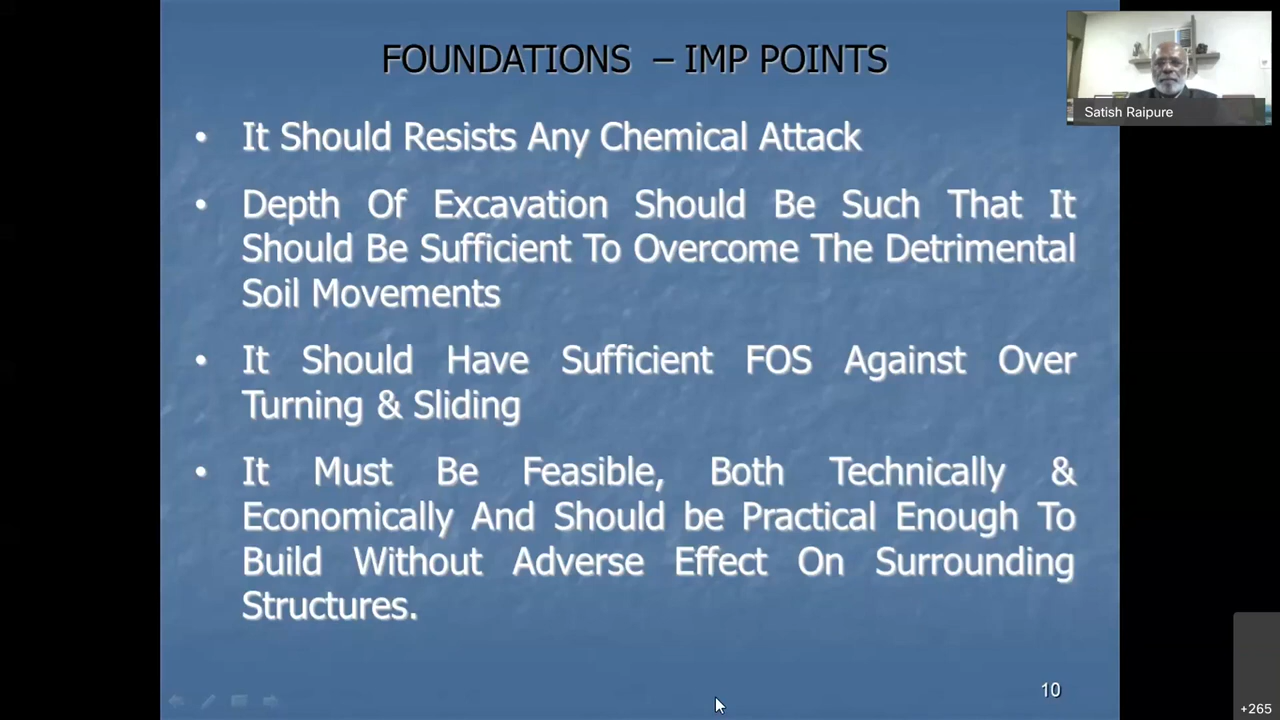 FOUNDATIONS – IMP POINTS
Satish Raipure
• It Should Resists Any Chemical Attack
• Depth Of Excavation Should Be Such That It
Should Be Sufficient To Overcome The Detrimental
Soil Movements
• It Should Have Sufficient FOS Against Over
Turning & Sliding
• It Must Be Feasible, Both Technically &
Economically And Should be Practical Enough To
Build Without Adverse Effect On Surrounding
Structures.
10
+265